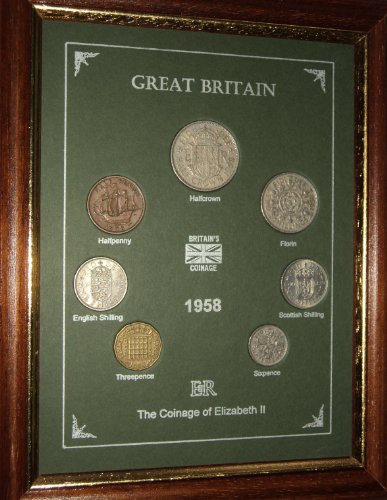 GREAT BRITAIN
Halfcrown
Halfpenny
Florin
BRITAIN'S
COINAGE
English Shilling
Scottish Shilling
1958
Threepence
Sixpence
EIIR
The Coinage of Elizabeth II